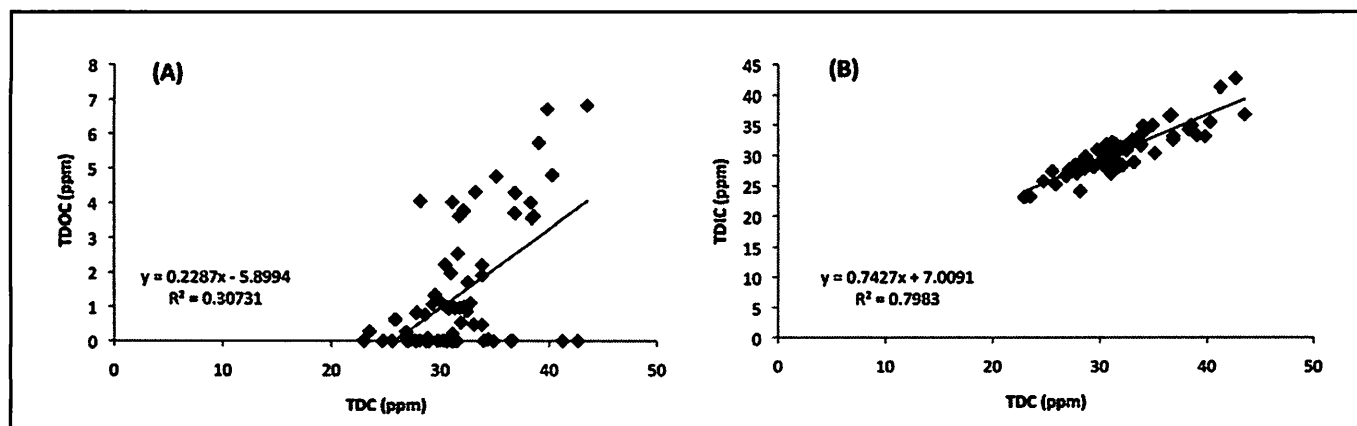 (A)
8
7
6
5
4
3
2
1
0
TDOC (ppm)
y = 0.2287x - 5.8994
R² = 0.30731
0 10 20 30 40 50
TDC (ppm)
(B)
45
40
35
30
25
20
15
10
5
0
TDIC (ppm)
y = 0.7427x + 7.0091
R² = 0.7983
0 10 20 30 40 50
TDC (ppm)